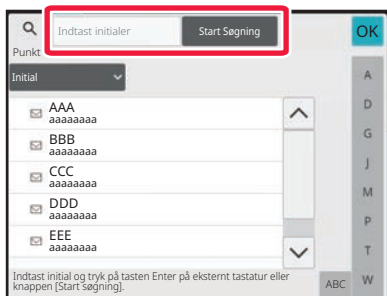 Indtast initialer
Start Søgning
OK
Punkt
Initial
AAA
aaaaaaaa
BBB
aaaaaaaa
CCC
aaaaaaaa
DDD
aaaaaaaa
EEE
aaaaaaaa
A
D
G
J
M
P
T
W
Indtast initial og tryk på tasten Enter på eksternt tastatur eller
knappen [Start søgning].
ABC